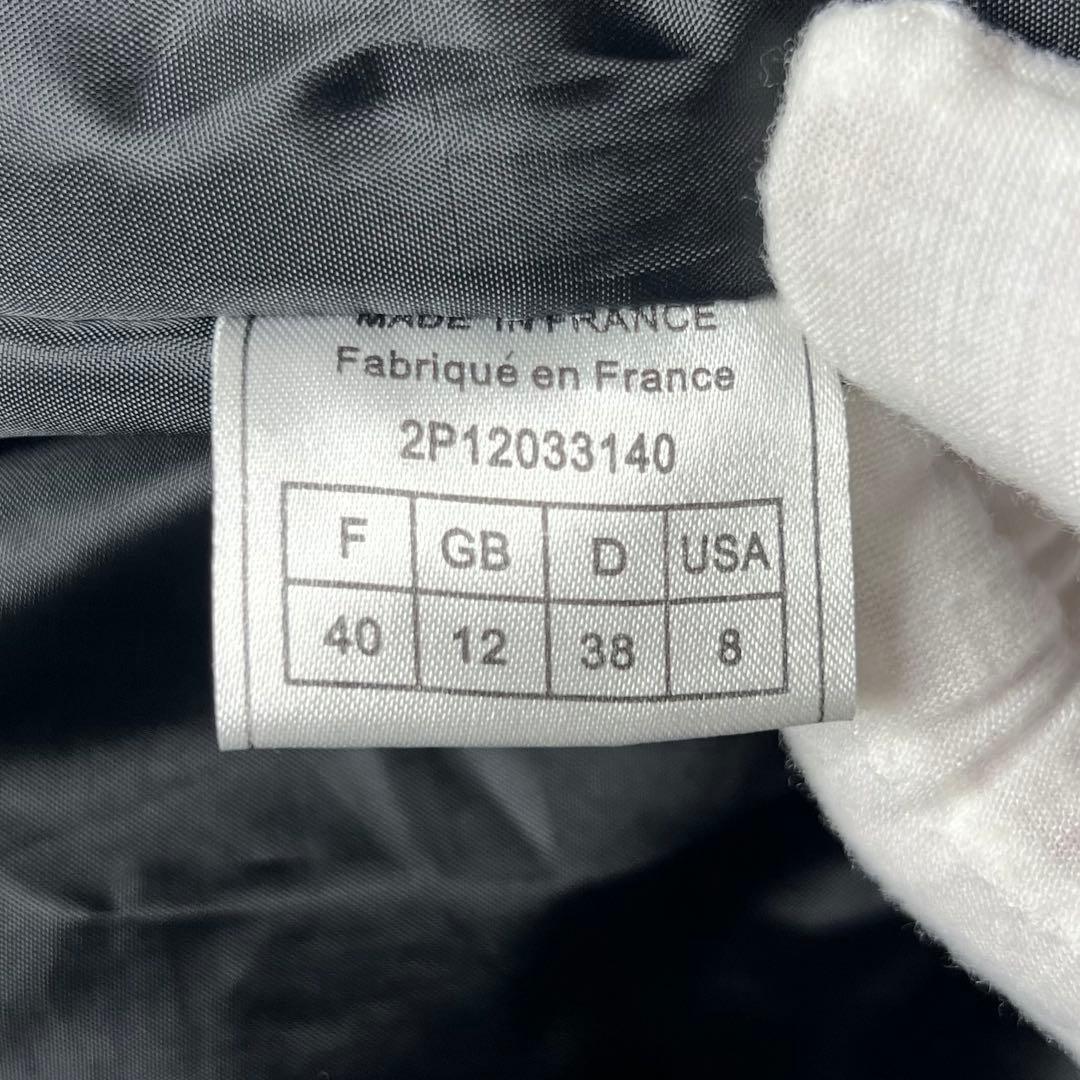 MADE IN FRANCE
Fabriqué en France
2P12033140
F GB D USA
40 12 38 8